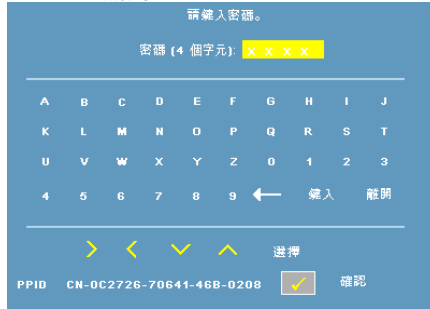 請鍵入密碼。
密碼 (4 個字元): X X X X
A B C D E F G H I J
K L M N O P Q R S T
U V W X Y Z 0 1 2 3
4 5 6 7 8 9 ← 鍵入 離開
> < ∨ ∧ 選擇
PPID CN-0C2726-70641-46B-0208 ✓ 確認